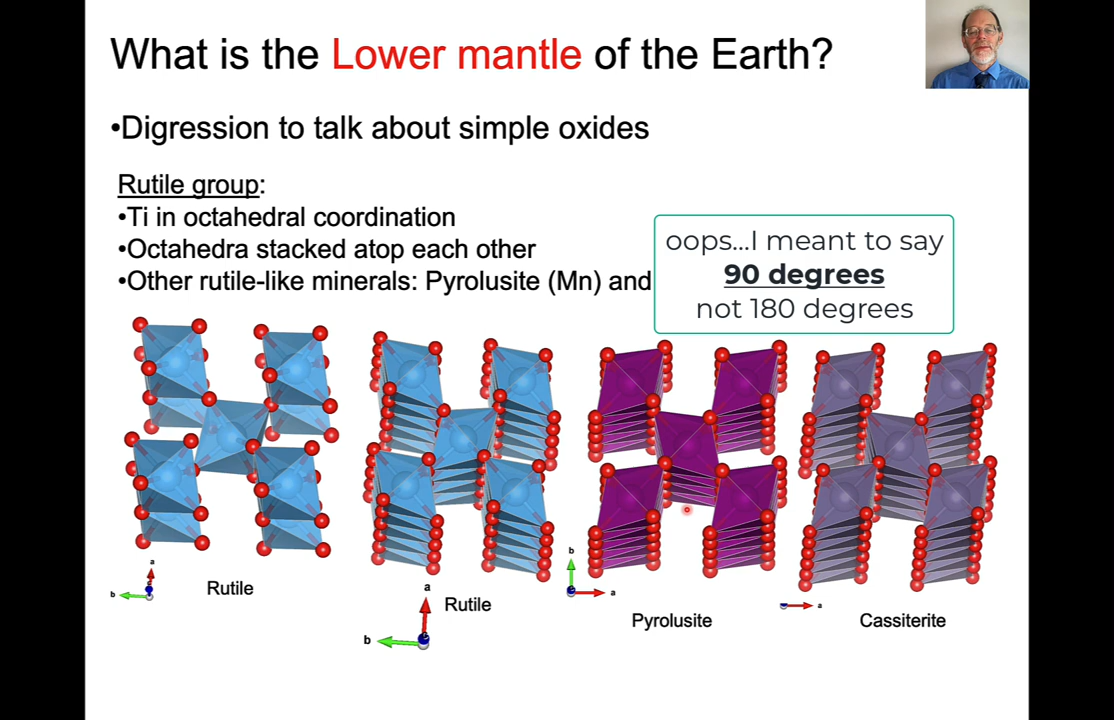 What is the Lower mantle of the Earth?
•Digression to talk about simple oxides
Rutile group:
•Ti in octahedral coordination
•Octahedra stacked atop each other
•Other rutile-like minerals: Pyrolusite (Mn) and
oops...I meant to say
90 degrees
not 180 degrees
a
b
Rutile
a
b
Rutile
b
a
Pyrolusite
a
Cassiterite